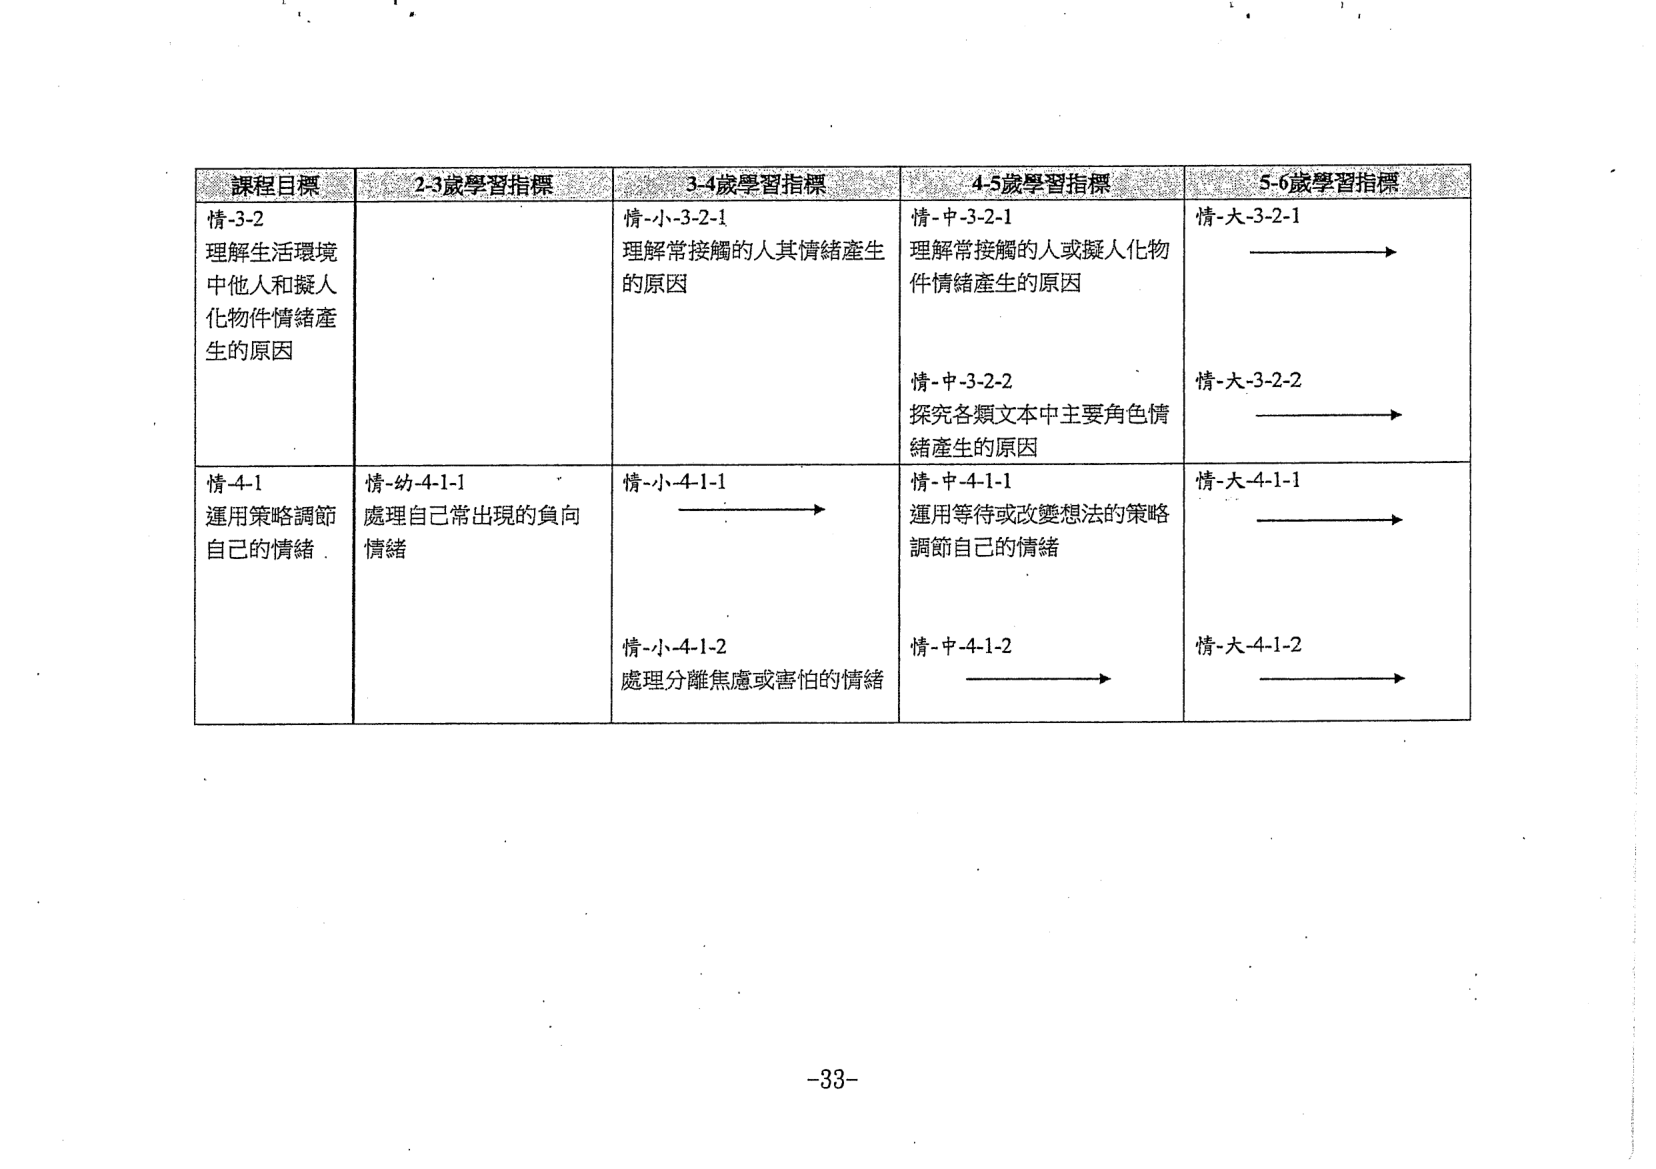 課程目標
2-3歲學習指標
3-4歲學習指標
4-5歲學習指標
5-6歲學習指標
情-3-2
理解生活環境
中他人和擬人
化物件情緒產
生的原因
情-小-3-2-1
理解常接觸的人其情緒產生
的原因
情-中-3-2-1
理解常接觸的人或擬人化物
件情緒產生的原因
情-中-3-2-2
探究各類文本中主要角色情
緒產生的原因
情-大-3-2-1
情-大-3-2-2
情-4-1
運用策略調節
自己的情緒
情-幼-4-1-1
處理自己常出現的負向
情緒
情-小-4-1-1
情-小-4-1-2
處理分離焦慮或害怕的情緒
情-中-4-1-1
運用等待或改變想法的策略
調節自己的情緒
情-中-4-1-2
情-大-4-1-1
情-大-4-1-2
-33-